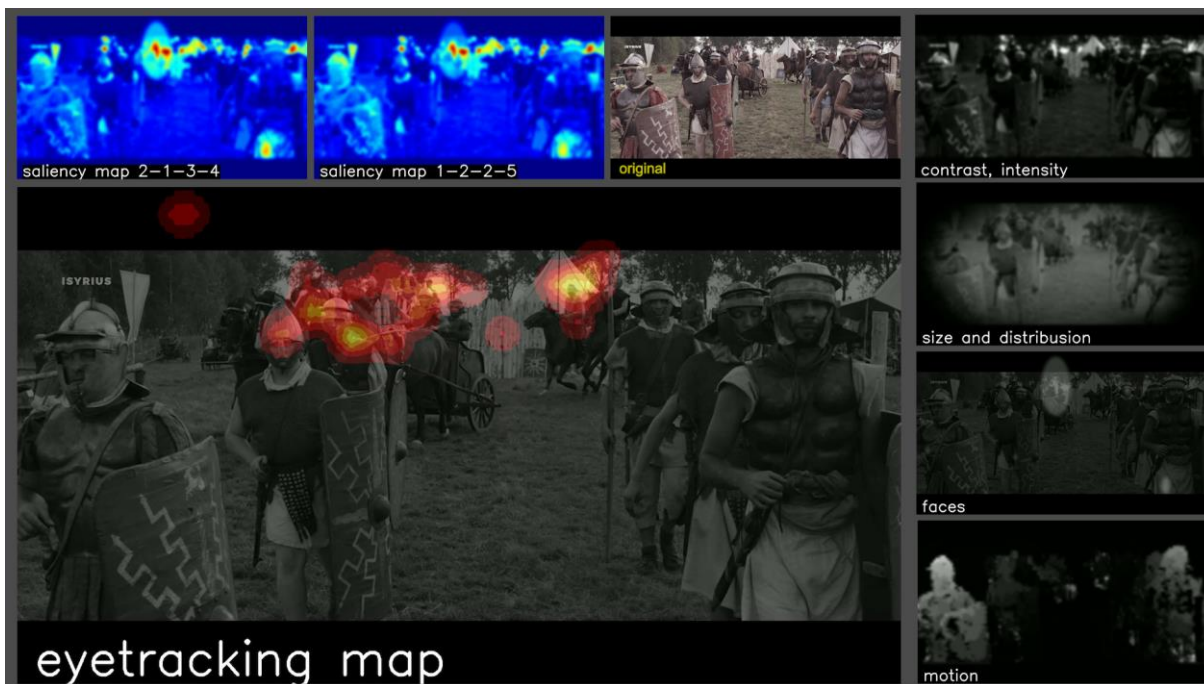 saliency map 2-1-3-4
saliency map 1-2-2-5
original
contrast, intensity
size and distribusion
faces
motion
ISYRIUS
eyetracking map